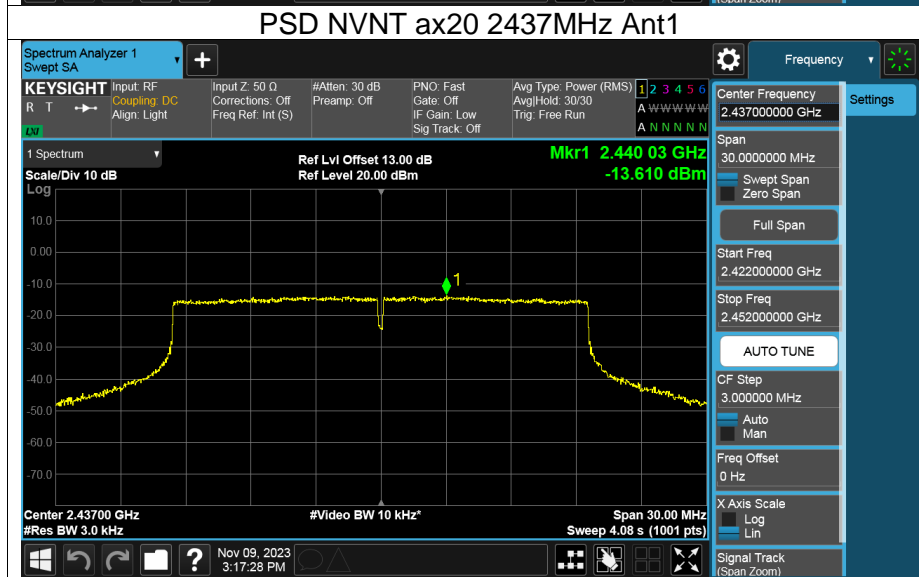 (Span Zoom)
PSD NVNT ax20 2437MHz Ant1
Spectrum Analyzer 1
Swept SA
+
Frequency
KEYSIGHT
R T
LXI
Input: RF
Coupling: DC
Align: Light
Input Z: 50 Ω
Corrections: Off
Freq Ref: Int (S)
#Atten: 30 dB
Preamp: Off
PNO: Fast
Gate: Off
IF Gain: Low
Sig Track: Off
Avg Type: Power (RMS)
Avg|Hold: 30/30
Trig: Free Run
1 2 3 4 5 6
A W W W W W
A N N N N N
1 Spectrum
Scale/Div 10 dB
Ref Lvl Offset 13.00 dB
Ref Level 20.00 dBm
Mkr1 2.440 03 GHz
-13.610 dBm
Log
10.0
0.00
-10.0
-20.0
-30.0
-40.0
-50.0
-60.0
-70.0
1
Center 2.43700 GHz
#Res BW 3.0 kHz
#Video BW 10 kHz*
Span 30.00 MHz
Sweep 4.08 s (1001 pts)
Center Frequency
2.437000000 GHz
Settings
Span
30.0000000 MHz
Swept Span
Zero Span
Full Span
Start Freq
2.422000000 GHz
Stop Freq
2.452000000 GHz
AUTO TUNE
CF Step
3.000000 MHz
Auto
Man
Freq Offset
0 Hz
X Axis Scale
Log
Lin
Signal Track
(Span Zoom)
?
Nov 09, 2023
3:17:28 PM